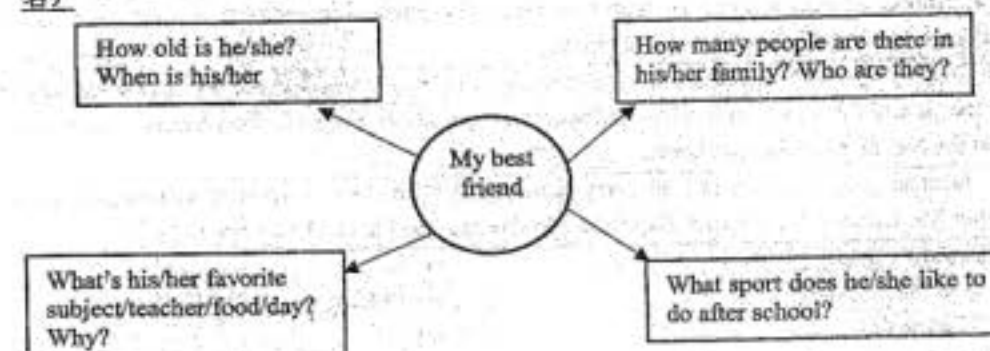 How old is he/she?
When is his/her
How many people are there in
his/her family? Who are they?
My best
friend
What's his/her favorite
subject/teacher/food/day?
Why?
What sport does he/she like to
do after school?